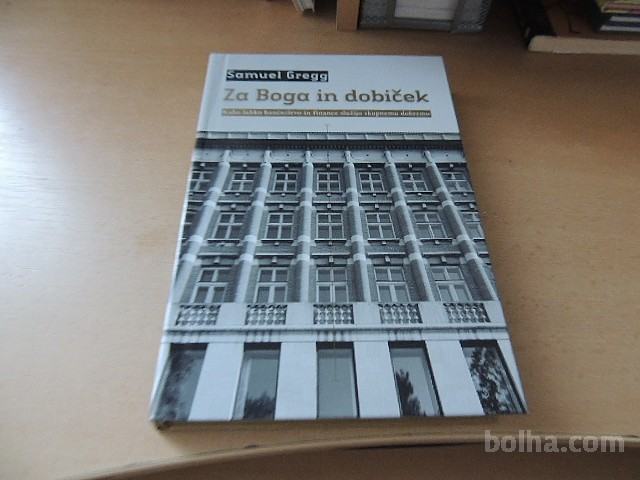 Samuel Gregg
Za Boga in dobiček
Kako lahko bančništvo in finance služijo skupnemu dobremu
bolha.com